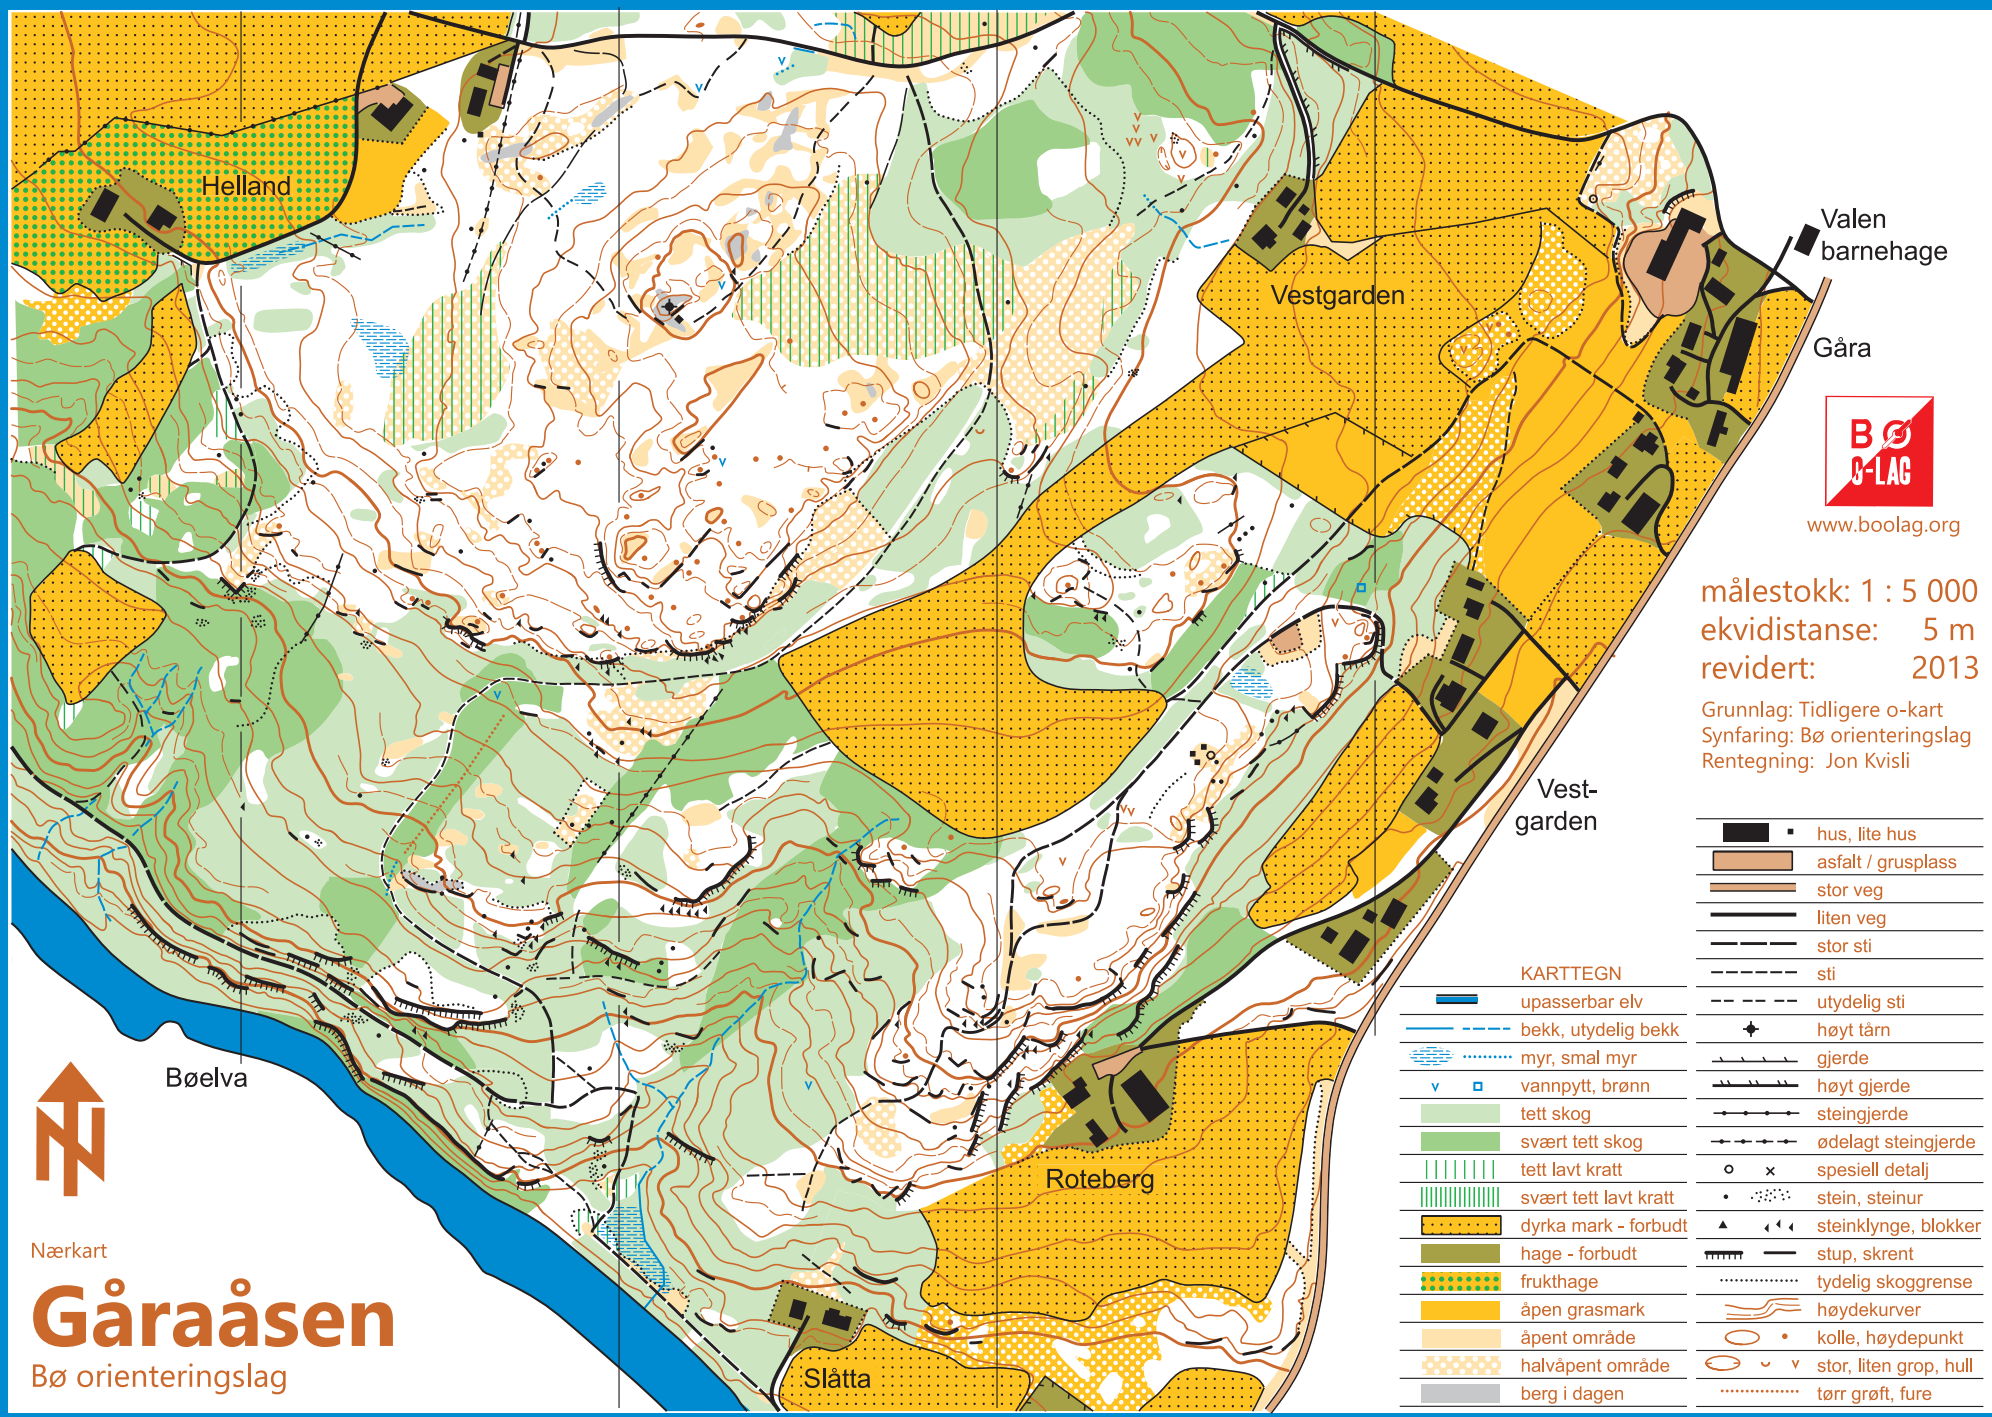 Helland
Vestgarden
Valen
barnehage
Gåra
BØ
O-LAG
www.boolag.org
målestokk: 1 : 5 000
ekvidistanse: 5 m
revidert: 2013
Grunnlag: Tidligere o-kart
Synfaring: Bø orienteringslag
Rentegning: Jon Kvisli
Vest-
garden
Bøelva
Roteberg
Slåtta
N
Nærkart
Gåraåsen
Bø orienteringslag
KARTTEGN
upasserbar elv
bekk, utydelig bekk
myr, smal myr
vannpytt, brønn
tett skog
svært tett skog
tett lavt kratt
svært tett lavt kratt
dyrka mark - forbudt
hage - forbudt
frukthage
åpen grasmark
åpent område
halvåpent område
berg i dagen
hus, lite hus
asfalt / grusplass
stor veg
liten veg
stor sti
sti
utydelig sti
høyt tårn
gjerde
høyt gjerde
steingjerde
ødelagt steingjerde
spesiell detalj
stein, steinur
steinklynge, blokker
stup, skrent
tydelig skoggrense
høydekurver
kolle, høydepunkt
stor, liten grop, hull
tørr grøft, fure